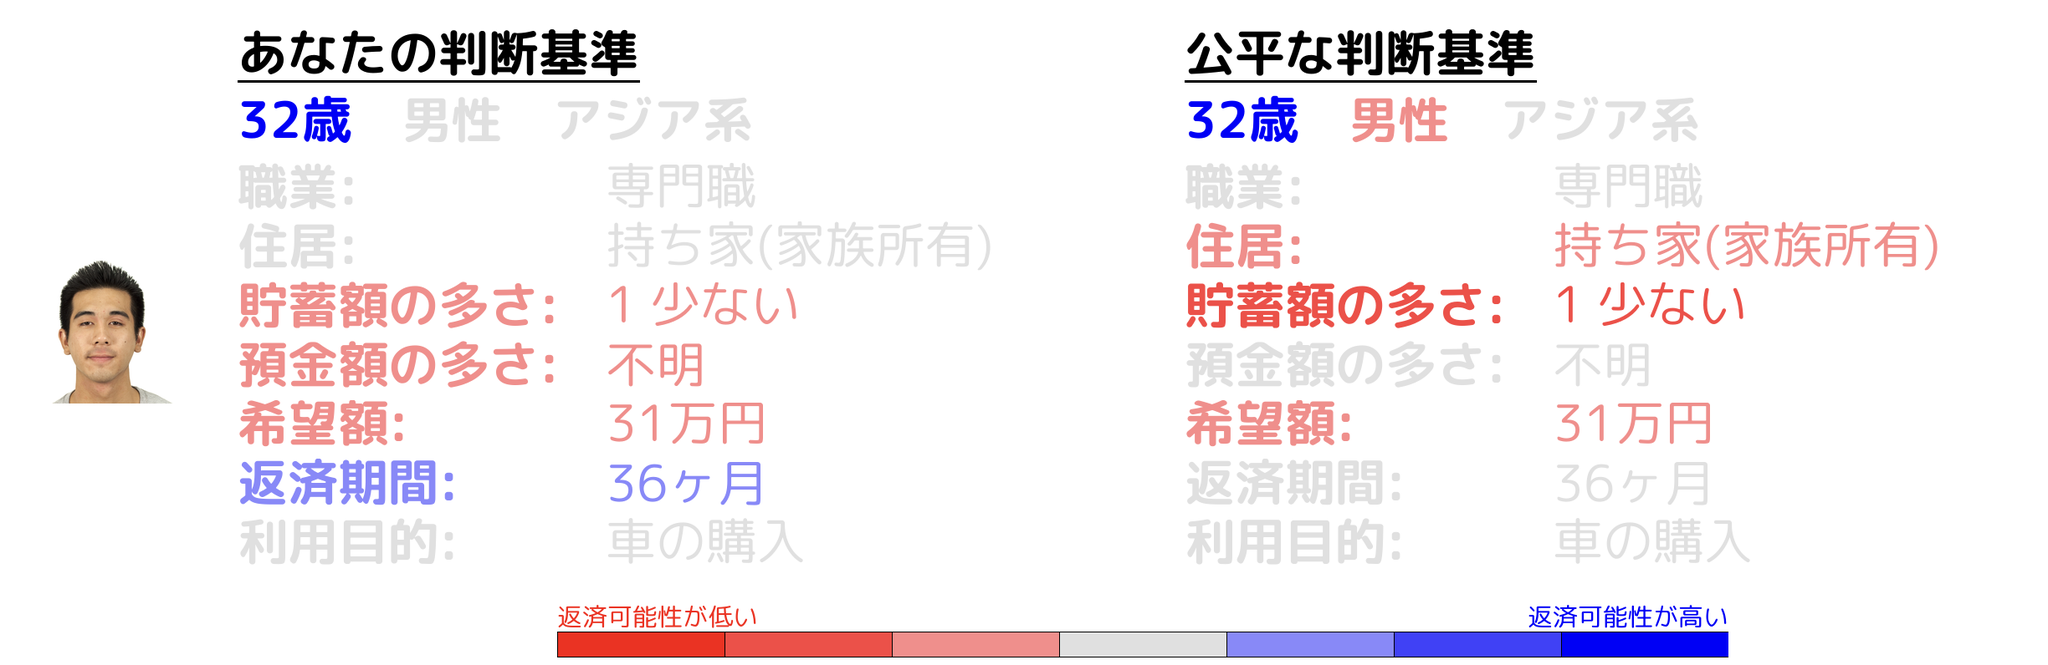 あなたの判断基準
32歳 男性 アジア系
職業: 専門職
住居: 持ち家(家族所有)
貯蓄額の多さ: 1 少ない
預金額の多さ: 不明
希望額: 31万円
返済期間: 36ヶ月
利用目的: 車の購入
公平な判断基準
32歳 男性 アジア系
職業: 専門職
住居: 持ち家(家族所有)
貯蓄額の多さ: 1 少ない
預金額の多さ: 不明
希望額: 31万円
返済期間: 36ヶ月
利用目的: 車の購入
返済可能性が低い
返済可能性が高い